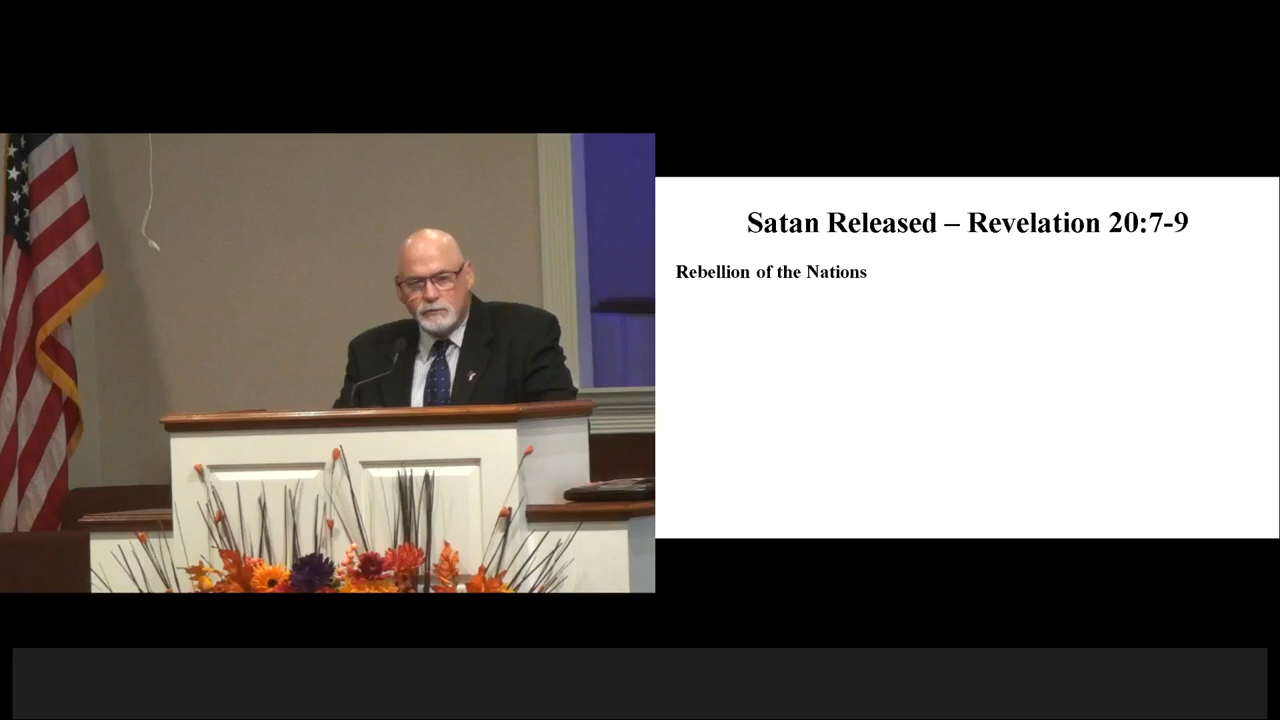 Satan Released – Revelation 20:7-9
Rebellion of the Nations